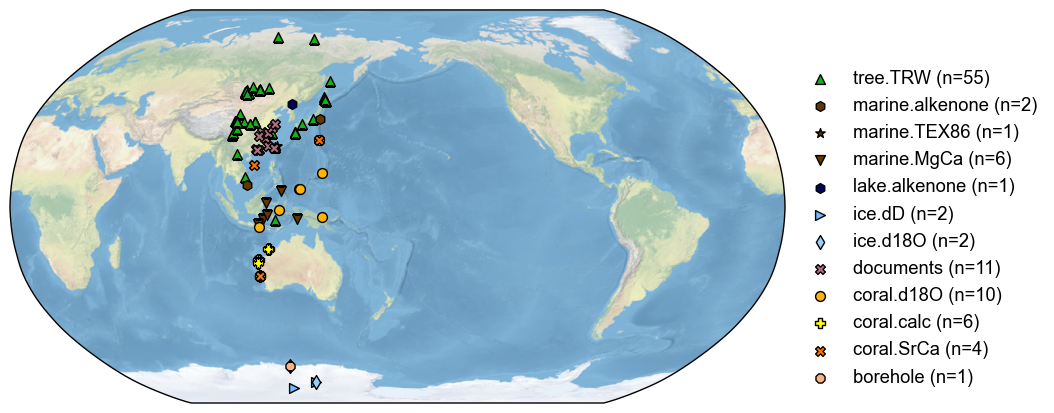 tree.TRW (n=55)
marine.alkenone (n=2)
marine.TEX86 (n=1)
marine.MgCa (n=6)
lake.alkenone (n=1)
ice.dD (n=2)
ice.d18O (n=2)
documents (n=11)
coral.d18O (n=10)
coral.calc (n=6)
coral.SrCa (n=4)
borehole (n=1)